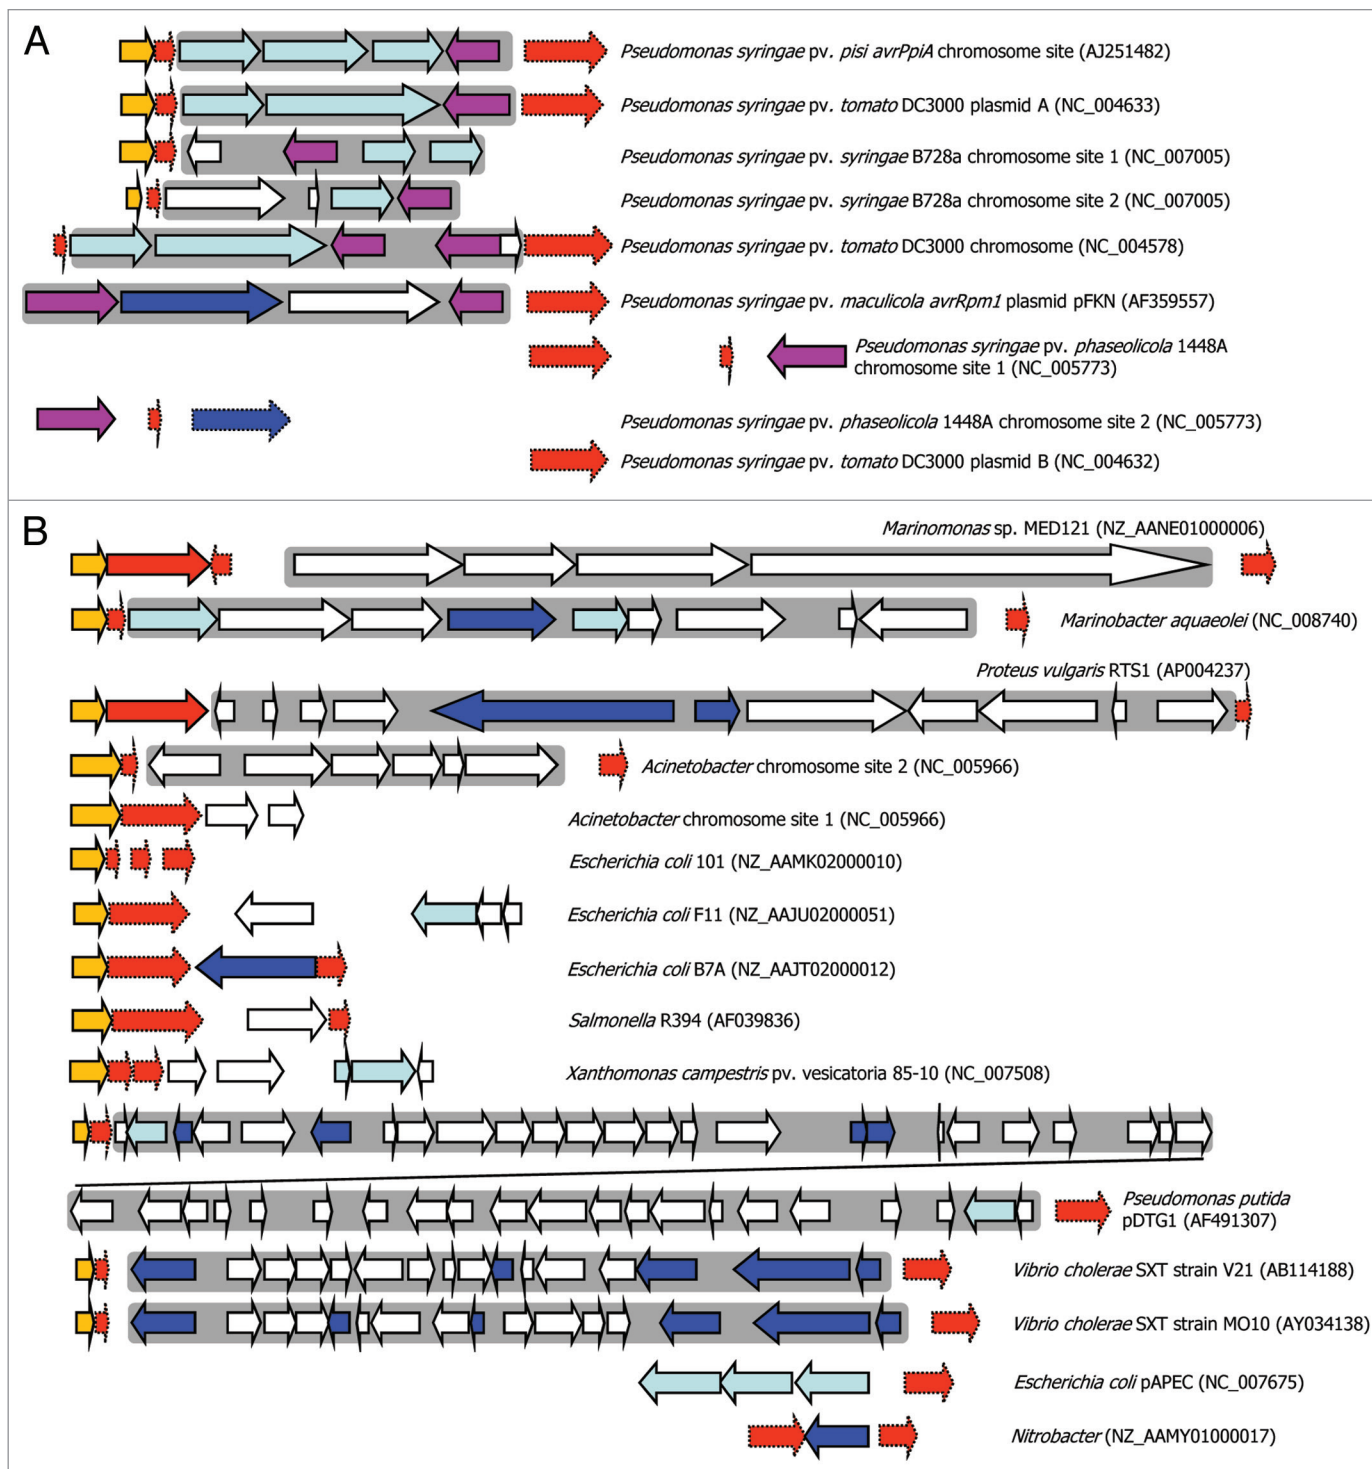 A
Pseudomonas syringae pv. pisi avrPpiA chromosome site (AJ251482)
Pseudomonas syringae pv. tomato DC3000 plasmid A (NC_004633)
Pseudomonas syringae pv. syringae B728a chromosome site 1 (NC_007005)
Pseudomonas syringae pv. syringae B728a chromosome site 2 (NC_007005)
Pseudomonas syringae pv. tomato DC3000 chromosome (NC_004578)
Pseudomonas syringae pv. maculicola avrRpm1 plasmid pFKN (AF359557)
Pseudomonas syringae pv. phaseolicola 1448A
chromosome site 1 (NC_005773)
Pseudomonas syringae pv. phaseolicola 1448A chromosome site 2 (NC_005773)
Pseudomonas syringae pv. tomato DC3000 plasmid B (NC_004632)
B
Marinomonas sp. MED121 (NZ_AANE01000006)
Marinobacter aquaeolei (NC_008740)
Proteus vulgaris RTS1 (AP004237)
Acinetobacter chromosome site 2 (NC_005966)
Acinetobacter chromosome site 1 (NC_005966)
Escherichia coli 101 (NZ_AAMK02000010)
Escherichia coli F11 (NZ_AAJU02000051)
Escherichia coli B7A (NZ_AAJT02000012)
Salmonella R394 (AF039836)
Xanthomonas campestris pv. vesicatoria 85-10 (NC_007508)
Pseudomonas putida
pDTG1 (AF491307)
Vibrio cholerae SXT strain V21 (AB114188)
Vibrio cholerae SXT strain MO10 (AY034138)
Escherichia coli pAPEC (NC_007675)
Nitrobacter (NZ_AAMY01000017)